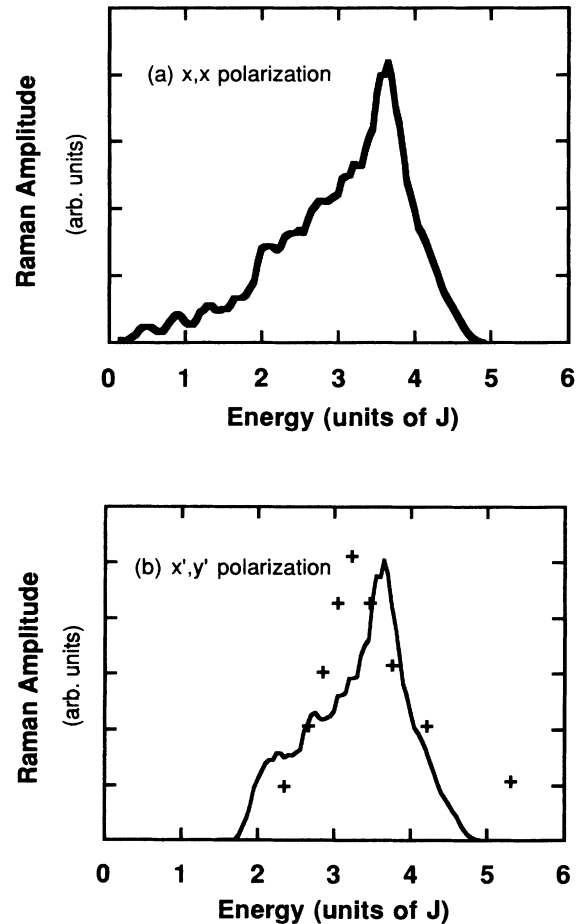 (a) x,x polarization
Raman Amplitude
(arb. units)
0 1 2 3 4 5 6
Energy (units of J)
(b) x',y' polarization
Raman Amplitude
(arb. units)
0 1 2 3 4 5 6
Energy (units of J)